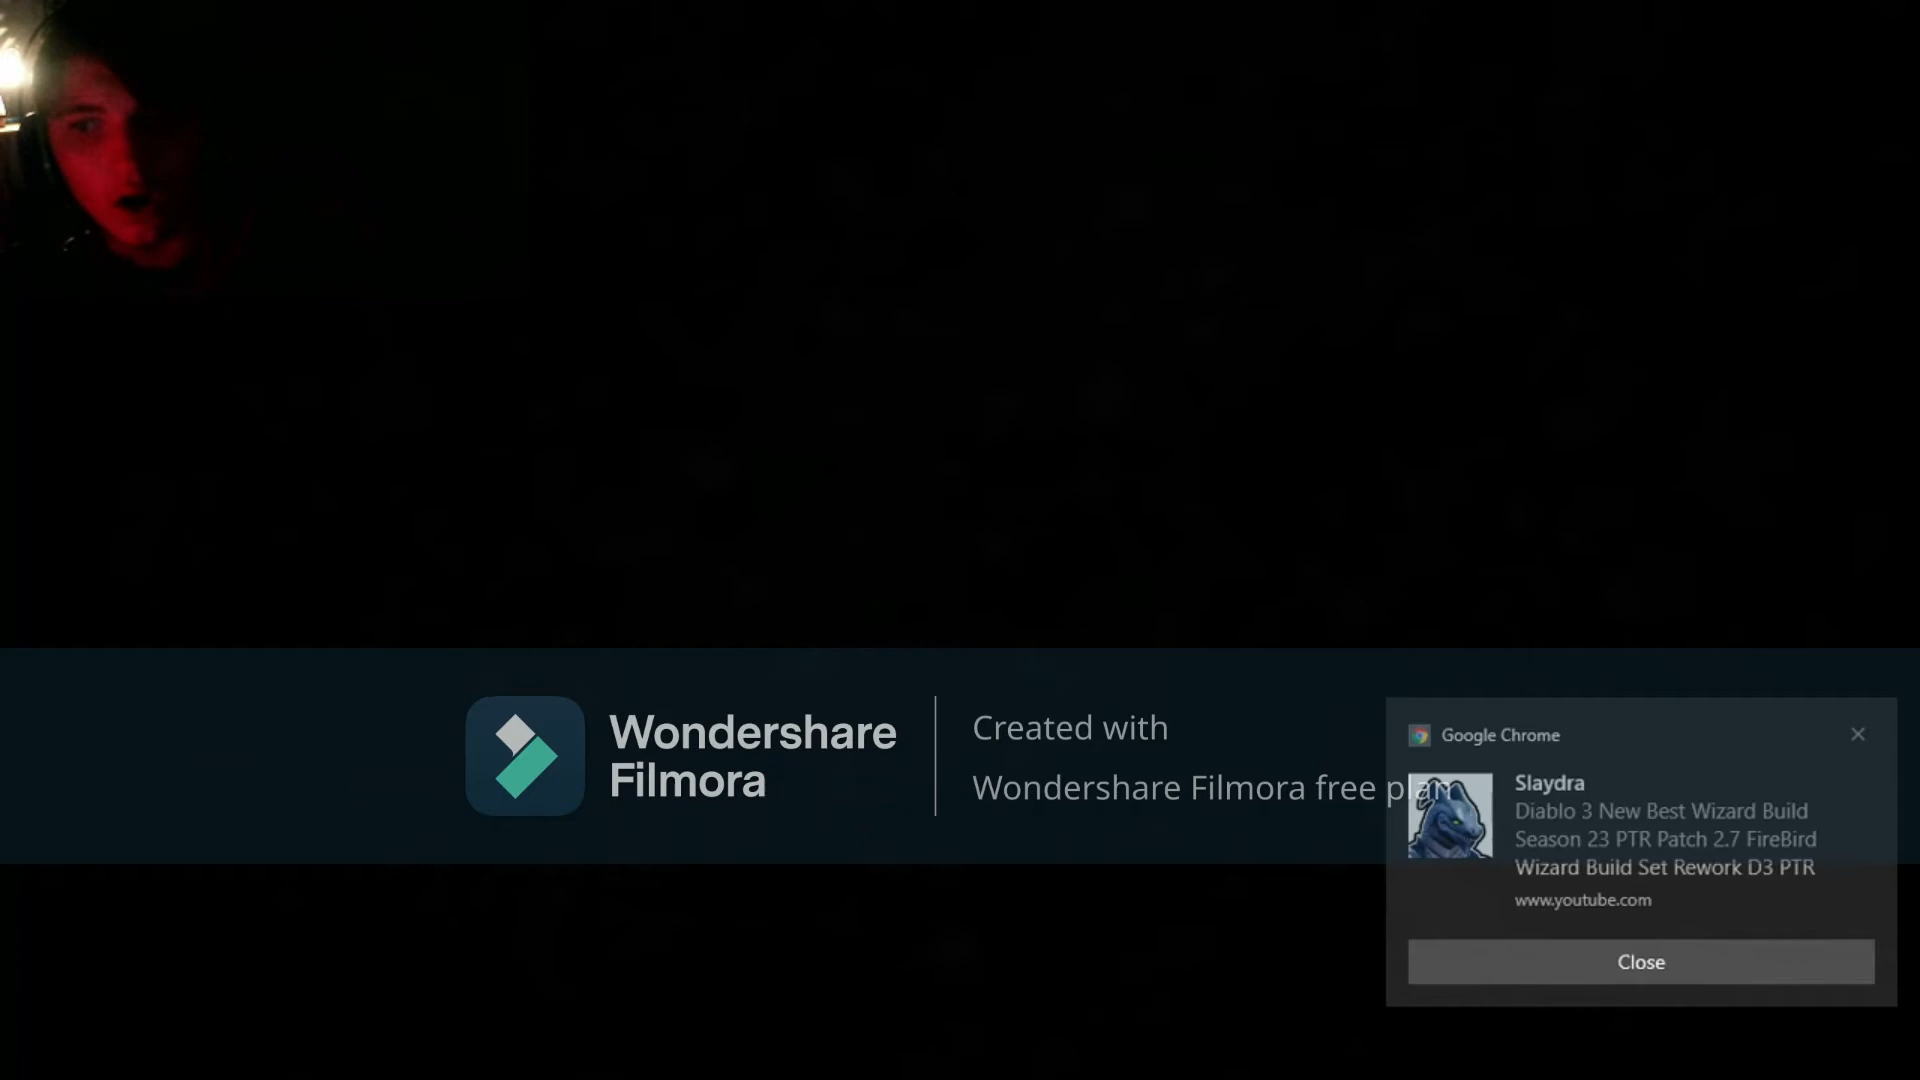 Wondershare
Filmora
Created with
Wondershare Filmora free plan
Google Chrome
Slaydra
Diablo 3 New Best Wizard Build
Season 23 PTR Patch 2.7 FireBird
Wizard Build Set Rework D3 PTR
www.youtube.com
Close